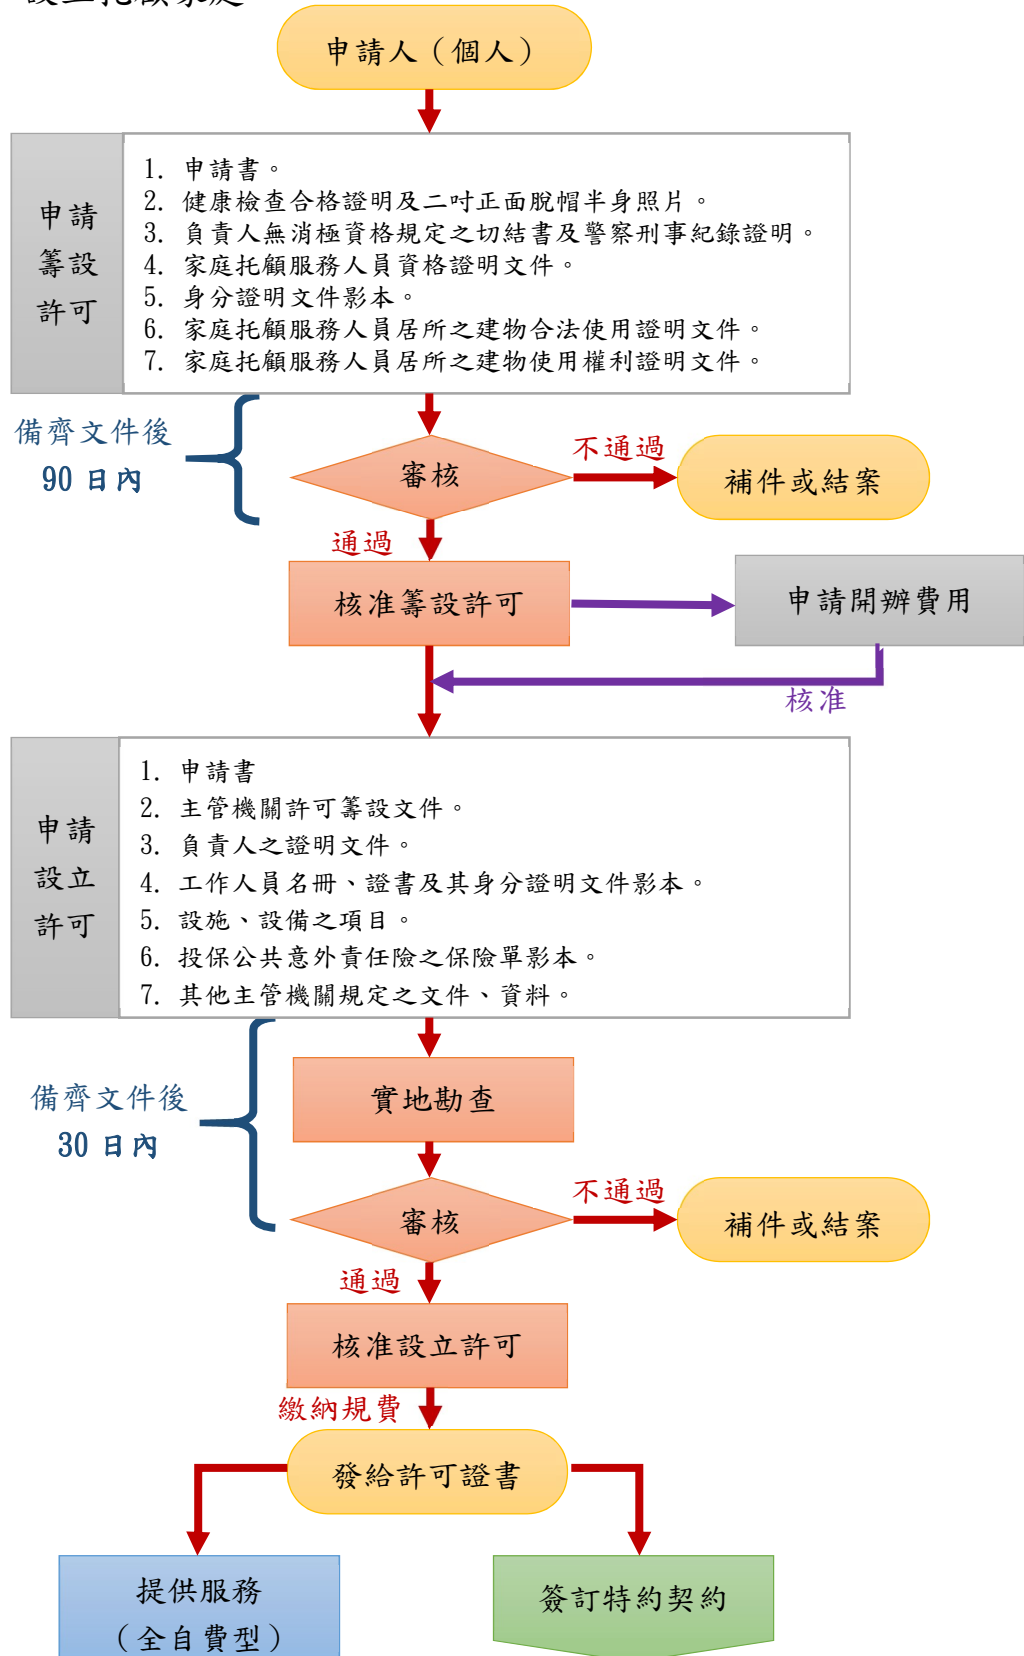 設立托顧家庭
申請人（個人）
申請
籌設
許可
1. 申請書。
2. 健康檢查合格證明及二吋正面脫帽半身照片。
3. 負責人無消極資格規定之切結書及警察刑事紀錄證明。
4. 家庭托顧服務人員資格證明文件。
5. 身分證明文件影本。
6. 家庭托顧服務人員居所之建物合法使用證明文件。
7. 家庭托顧服務人員居所之建物使用權利證明文件。
備齊文件後
90 日內
審核
不通過
補件或結案
通過
核准籌設許可
申請開辦費用
核准
申請
設立
許可
1. 申請書
2. 主管機關許可籌設文件。
3. 負責人之證明文件。
4. 工作人員名冊、證書及其身分證明文件影本。
5. 設施、設備之項目。
6. 投保公共意外責任險之保險單影本。
7. 其他主管機關規定之文件、資料。
備齊文件後
30 日內
實地勘查
審核
不通過
補件或結案
通過
核准設立許可
繳納規費
發給許可證書
提供服務
（全自費型）
簽訂特約契約